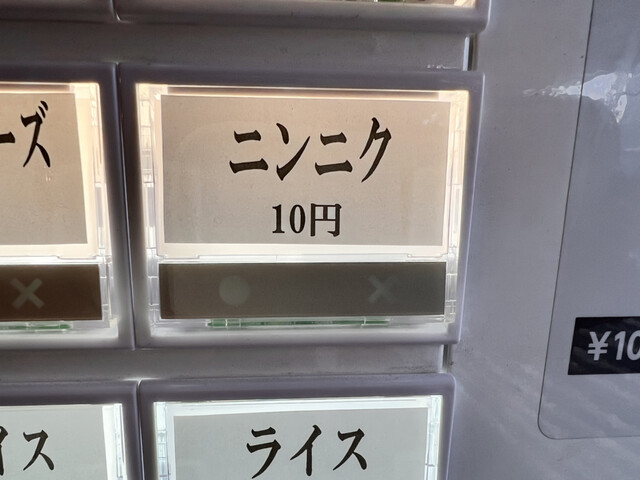 ーズ
ニンニク
10円
¥10
イス
ライス